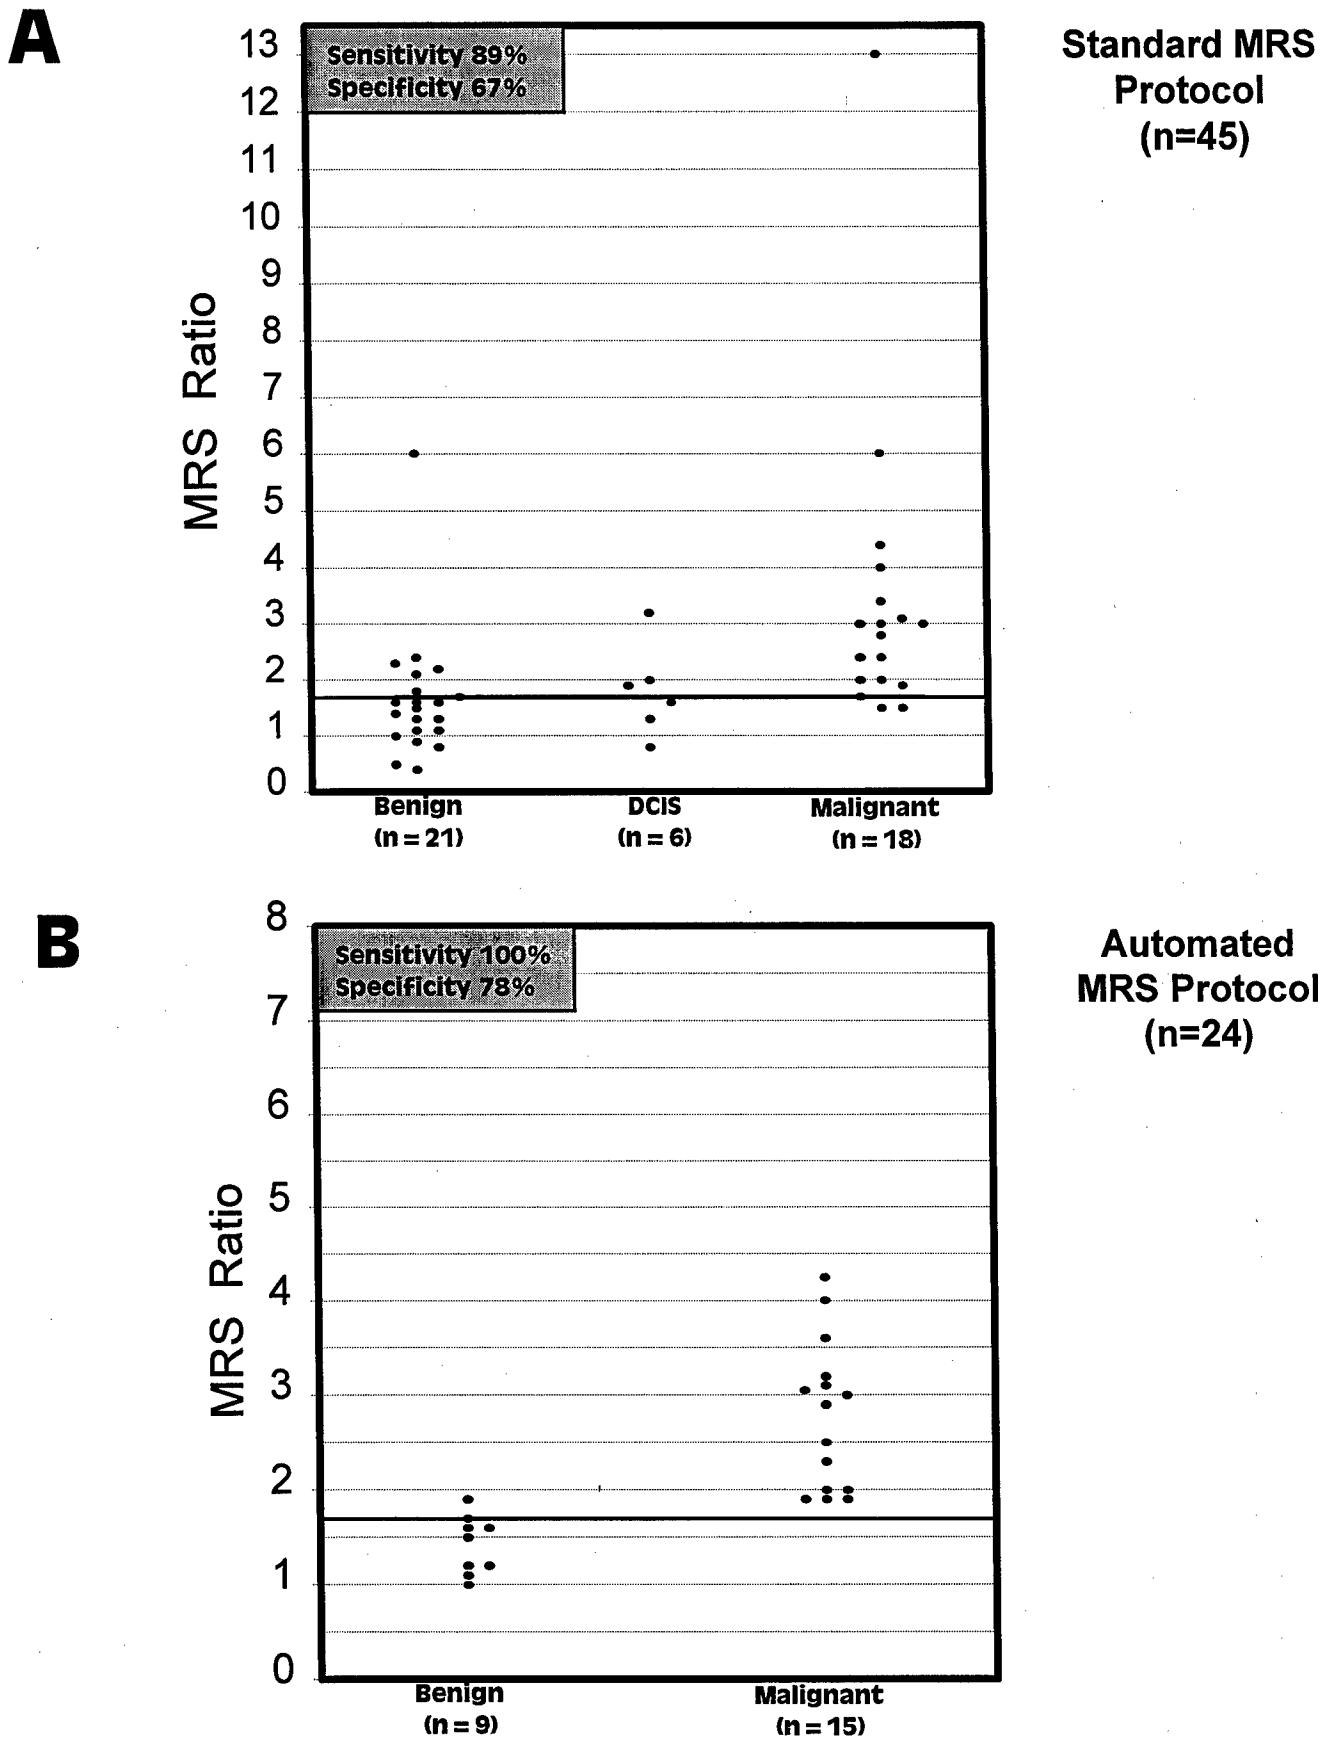 A
Sensitivity 89%
Specificity 67%
Standard MRS
Protocol
(n=45)
13
12
11
10
9
8
7
6
5
4
3
2
1
0
MRS Ratio
Benign
(n = 21)
DCIS
(n = 6)
Malignant
(n = 18)
B
Sensitivity 100%
Specificity 78%
Automated
MRS Protocol
(n=24)
8
7
6
5
4
3
2
1
0
MRS Ratio
Benign
(n = 9)
Malignant
(n = 15)